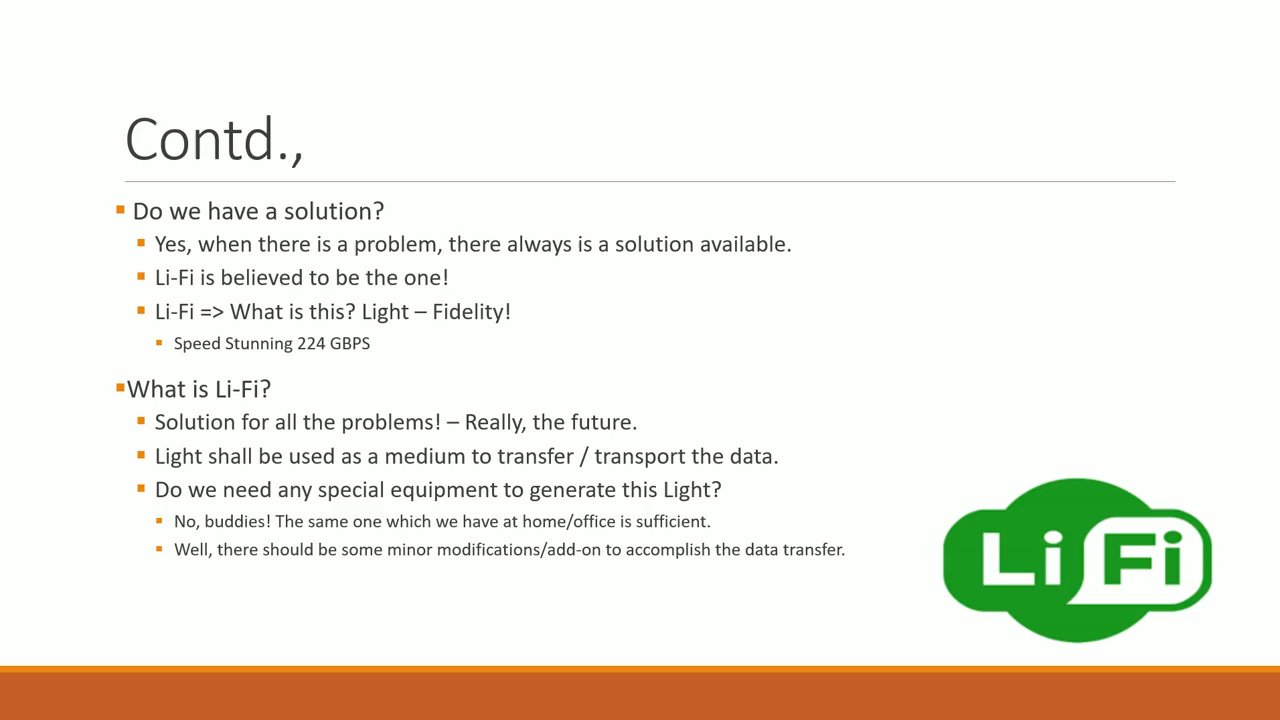 Contd.,
Do we have a solution?
Yes, when there is a problem, there always is a solution available.
Li-Fi is believed to be the one!
Li-Fi => What is this? Light – Fidelity!
Speed Stunning 224 GBPS
What is Li-Fi?
Solution for all the problems! – Really, the future.
Light shall be used as a medium to transfer / transport the data.
Do we need any special equipment to generate this Light?
No, buddies! The same one which we have at home/office is sufficient.
Well, there should be some minor modifications/add-on to accomplish the data transfer.
Li Fi